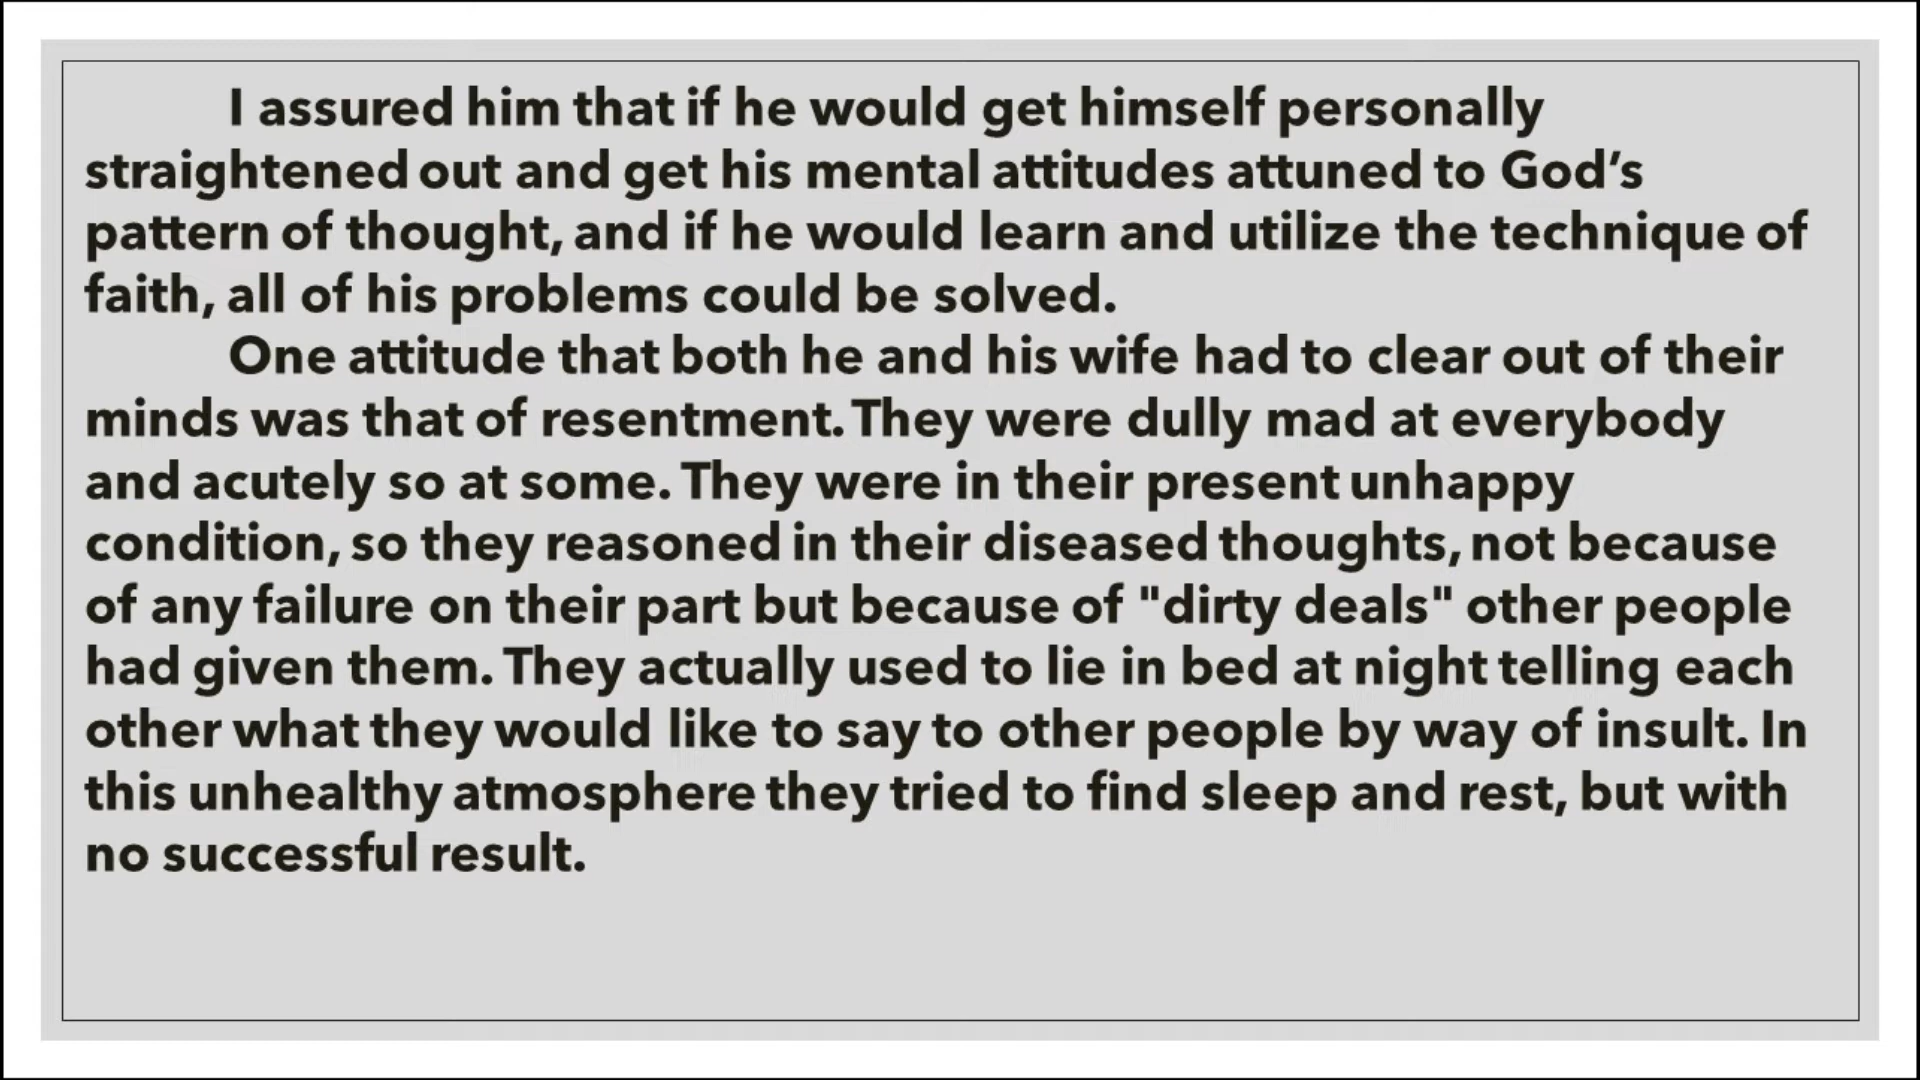 I assured him that if he would get himself personally
straightened out and get his mental attitudes attuned to God’s
pattern of thought, and if he would learn and utilize the technique of
faith, all of his problems could be solved.
One attitude that both he and his wife had to clear out of their
minds was that of resentment. They were dully mad at everybody
and acutely so at some. They were in their present unhappy
condition, so they reasoned in their diseased thoughts, not because
of any failure on their part but because of "dirty deals" other people
had given them. They actually used to lie in bed at night telling each
other what they would like to say to other people by way of insult. In
this unhealthy atmosphere they tried to find sleep and rest, but with
no successful result.